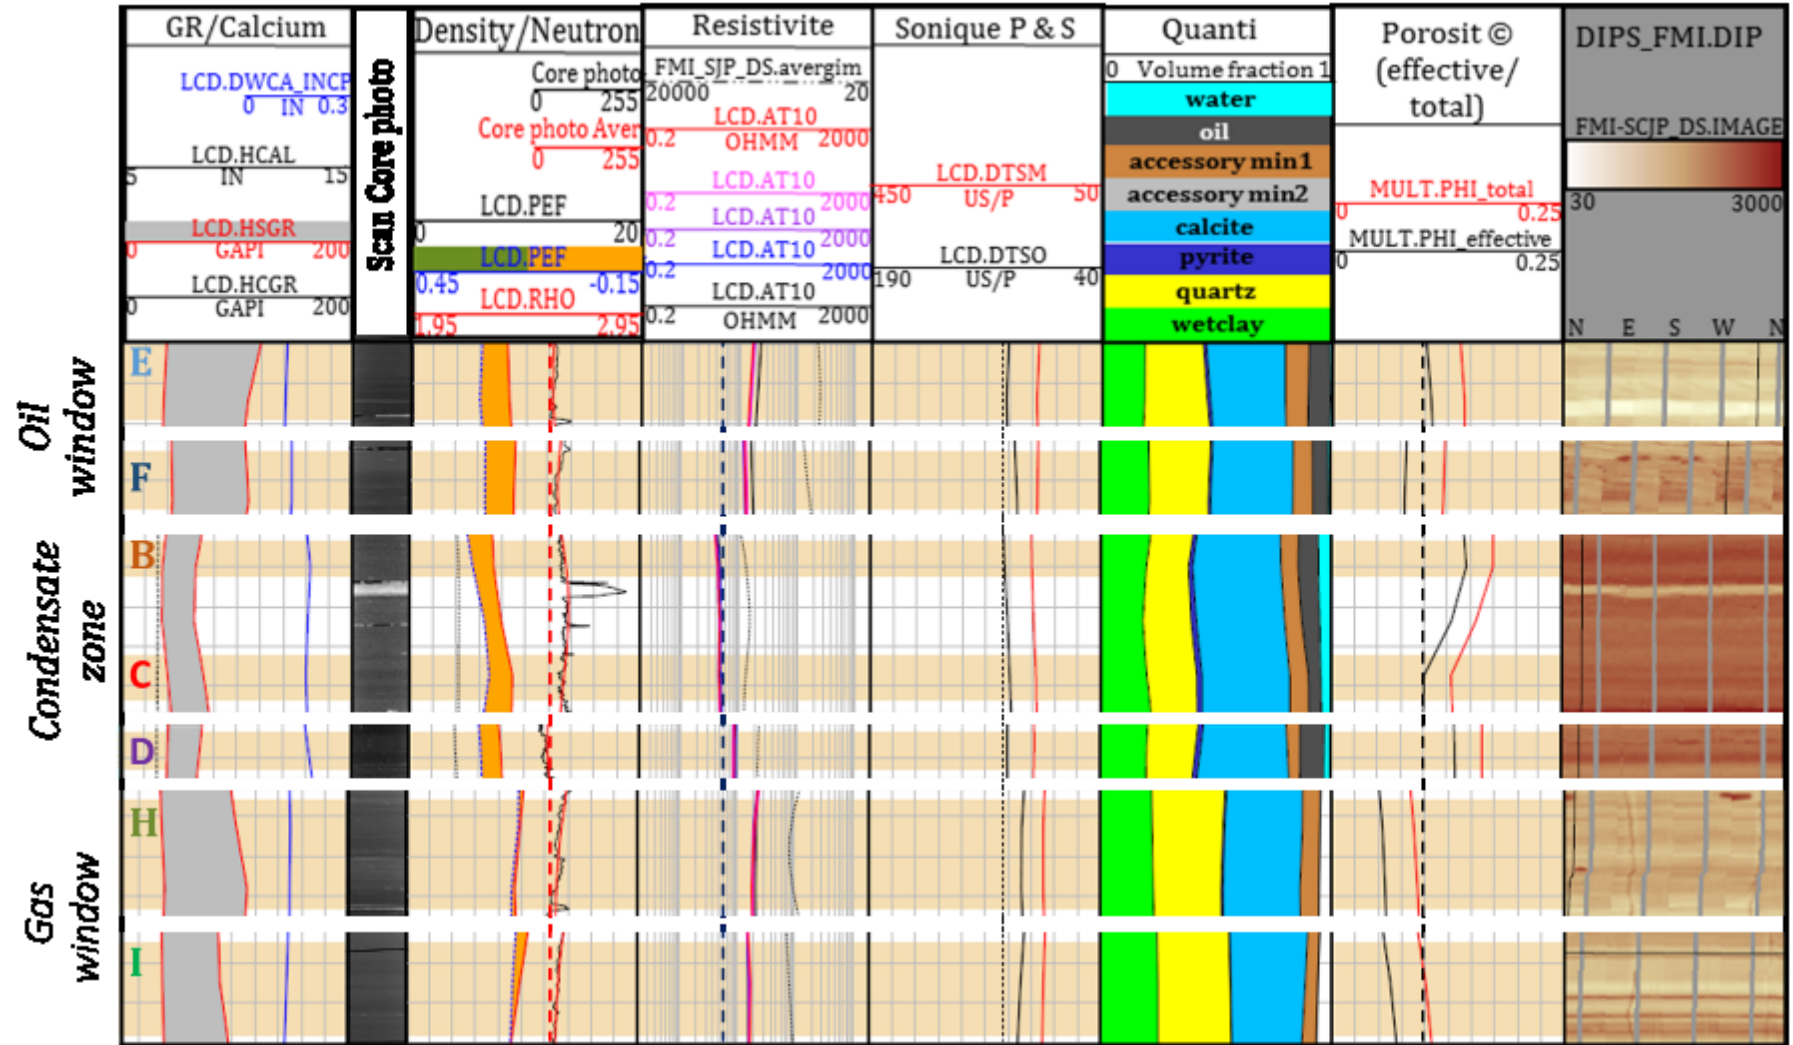 GR/Calcium
LCD.DWCA_INCP
0 IN 0.3
LCD.HCAL
5 IN 15
LCD.HSGR
0 GAPI 200
LCD.HCGR
0 GAPI 200
Scan Core photo
Density/Neutron
Core photo
0 255
Core photo Aver
0 255
LCD.PEF
0 20
LCD.PEF
0.45 -0.15
LCD.RHO
1.95 2.95
Resistivite
FMI_SJP_DS.avergim
20000 20
LCD.AT10
0.2 OHMM 2000
LCD.AT10
0.2 2000
LCD.AT10
0.2 2000
LCD.AT10
0.2 2000
LCD.AT10
0.2 OHMM 2000
Sonique P & S
LCD.DTSM
450 US/P 50
LCD.DTSO
190 US/P 40
Quanti
0 Volume fraction 1
water
oil
accessory min1
accessory min2
calcite
pyrite
quartz
wetclay
Porosit ©
(effective/
total)
MULT.PHI_total
0 0.25
MULT.PHI_effective
0 0.25
DIPS_FMI.DIP
FMI-SCJP_DS.IMAGE
30 3000
N E S W N
Oil
window
E
F
Condensate
zone
B
C
D
Gas
window
H
I